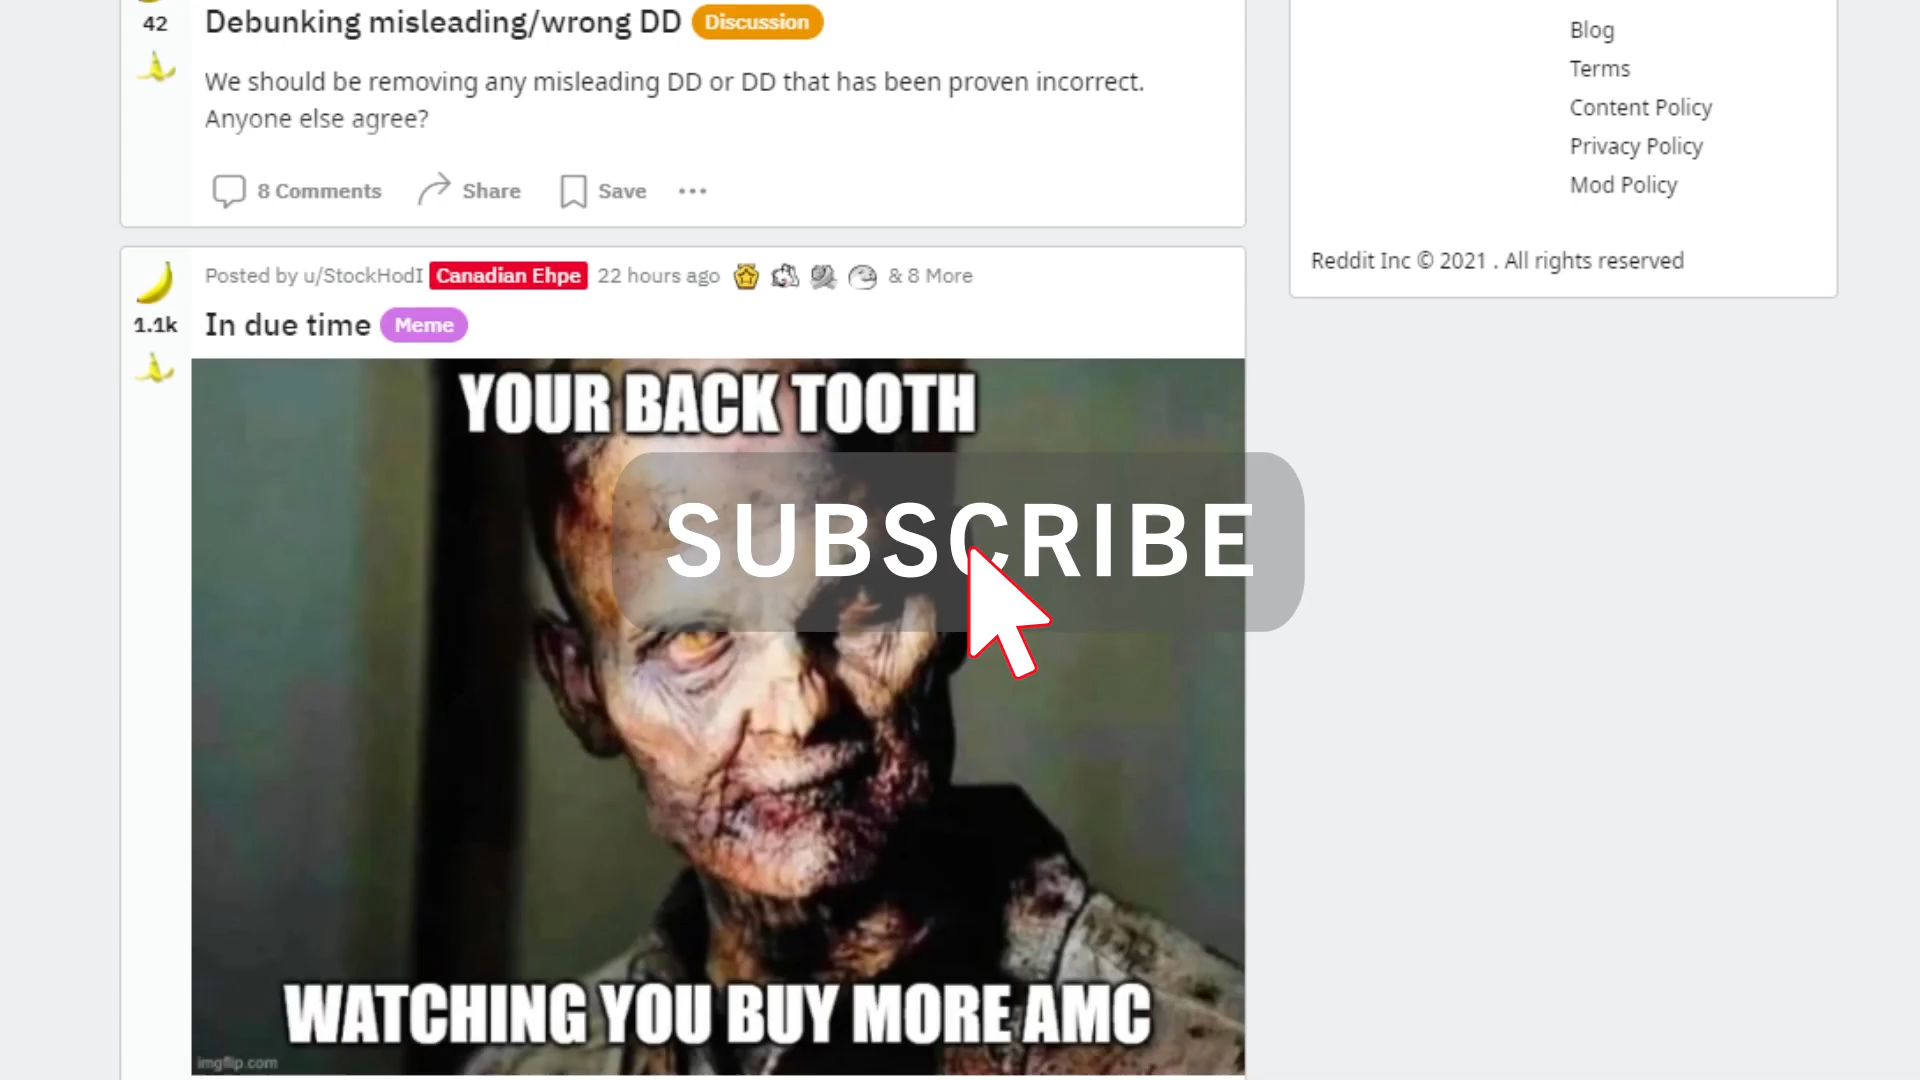 42
Debunking misleading/wrong DD Discussion
We should be removing any misleading DD or DD that has been proven incorrect.
Anyone else agree?
8 Comments Share Save
Posted by u/StockHodI Canadian Ehpe 22 hours ago & 8 More
1.1k
In due time Meme
YOUR BACK TOOTH
SUBSCRIBE
WATCHING YOU BUY MORE AMC
imgflip.com
Blog
Terms
Content Policy
Privacy Policy
Mod Policy
Reddit Inc © 2021 . All rights reserved